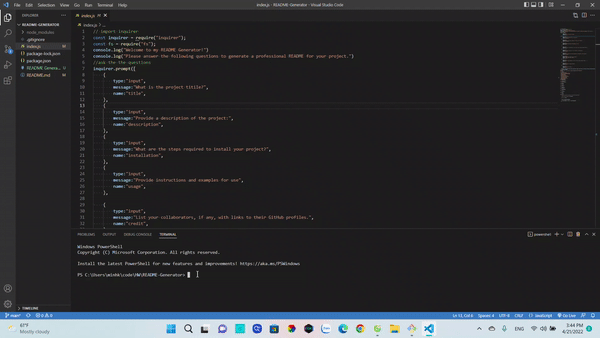 File Edit Selection View Go Run Terminal Help
index.js - README-Generator - Visual Studio Code
EXPLORER
README-GENERATOR
node_modules
.gitignore
index.js
package-lock.json
package.json
README-Genera...
README.md
TIMELINE
index.js
index.js > ...
1 // import inquirer
2 const inquirer = require("inquirer");
3 const fs = require("fs");
4 console.log("Welcome to my README Generator!")
5 console.log("Please answer the following questions to generate a professional README for your project.")
6 //ask the the questions
7 inquirer.prompt([
8 {
9 type:"input",
10 message:"What is the project titile?",
11 name:"title",
12 },
13 {
14 type:"input",
15 message:"Provide a description of the project:",
16 name:"description",
17 },
18 {
19 type:"input",
20 message:"What are the steps required to install your project?",
21 name:"installation",
22 },
23 {
24 type:"input",
25 message:"Provide instructions and examples for use",
26 name:"usage",
27 },
28
29 {
30 type:"input",
31 message:"List your collaborators, if any, with links to their GitHub profiles.",
32 name:"credit",
PROBLEMS OUTPUT DEBUG CONSOLE TERMINAL
powershell
Windows PowerShell
Copyright (C) Microsoft Corporation. All rights reserved.
Install the latest PowerShell for new features and improvements! https://aka.ms/PSWindows
PS C:\Users\minhk\code\HW\README-Generator>
main*
0 0
Ln 13, Col 6 Spaces: 4 UTF-8 CRLF JavaScript Go Live
61°F
Mostly cloudy
ENG
3:44 PM
4/21/2022